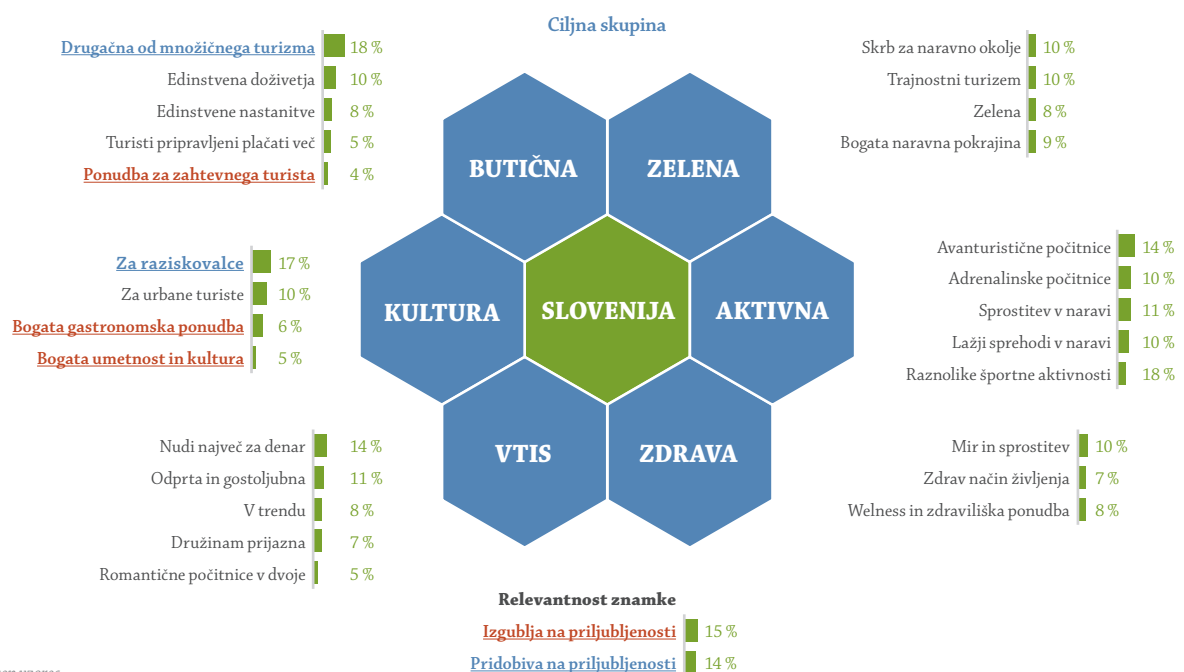 Ciljna skupina
Drugačna od množičnega turizma 18 %
Edinstvena doživetja 10 %
Edinstvene nastanitve 8 %
Turisti pripravljeni plačati več 5 %
Ponudba za zahtevnega turista 4 %
Skrb za naravno okolje 10 %
Trajnostni turizem 10 %
Zelena 8 %
Bogata naravna pokrajina 9 %
BUTIČNA
ZELENA
Za raziskovalce 17 %
Za urbane turiste 10 %
Bogata gastronomska ponudba 6 %
Bogata umetnost in kultura 5 %
KULTURA
SLOVENIJA
AKTIVNA
Avanturistične počitnice 14 %
Adrenalinske počitnice 10 %
Sprostitev v naravi 11 %
Lažji sprehodi v naravi 10 %
Raznolike športne aktivnosti 18 %
Nudi največ za denar 14 %
Odprta in gostoljubna 11 %
V trendu 8 %
Družinam prijazna 7 %
Romantične počitnice v dvoje 5 %
VTIS
ZDRAVA
Mir in sprostitev 10 %
Zdrav način življenja 7 %
Welness in zdraviliška ponudba 8 %
Relevantnost znamke
Izgublja na priljubljenosti 15 %
Pridobiva na priljubljenosti 14 %